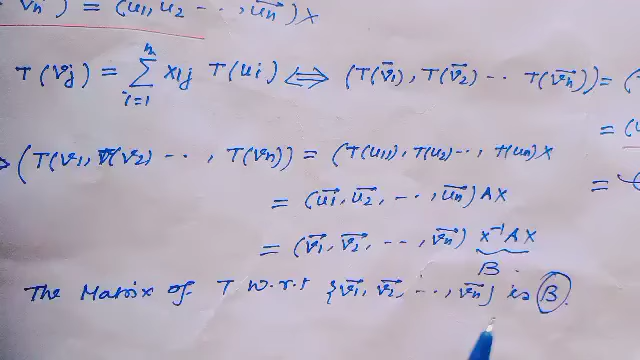 vn) = (u1, u2 - - ·, un) X
T(vj) = n∑i=1 xij T(ui) ⟺ (T(v1), T(v2) - - · T(vn)) = (
= (u
(T(v1, T(v2) - - ·, T(vn)) = (T(u1), T(u2) - - ·, T(un) X
= (u1, u2, - - ·, un) AX
= (v1, v2, - - ·, vn) X⁻¹AX
B
The Matrix of T w.r.t {v1, v2, - - ·, vn} is B.